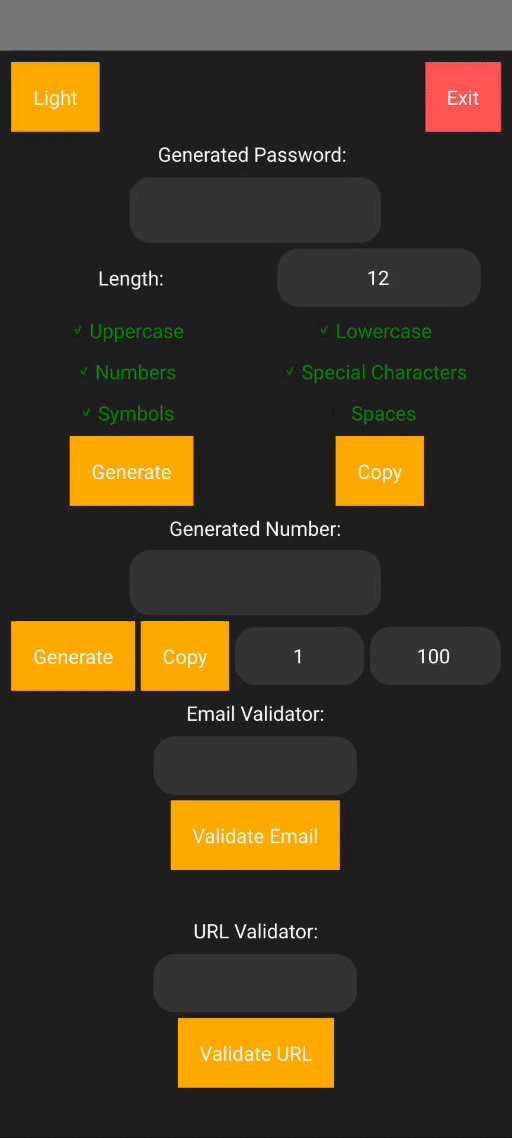 Light Exit
Generated Password:
Length: 12
✓ Uppercase ✓ Lowercase
✓ Numbers ✓ Special Characters
✓ Symbols Spaces
Generate Copy
Generated Number:
Generate Copy 1 100
Email Validator:
Validate Email
URL Validator:
Validate URL